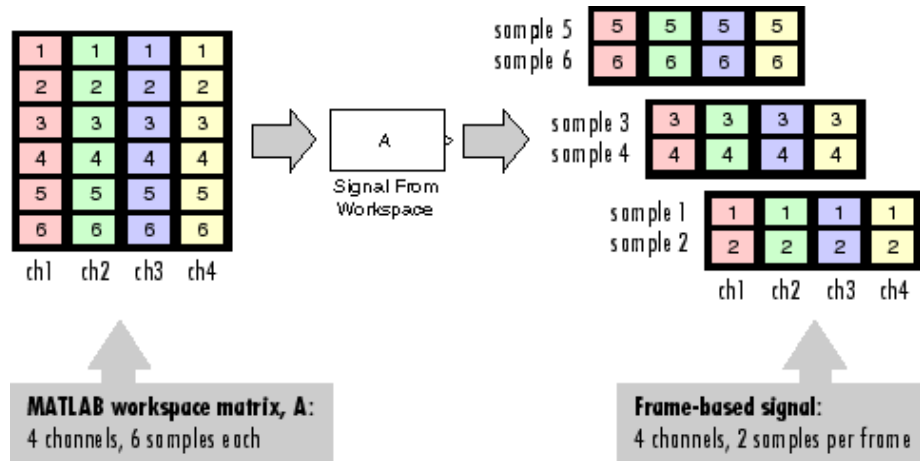 1 1 1 1
2 2 2 2
3 3 3 3
4 4 4 4
5 5 5 5
6 6 6 6
ch1 ch2 ch3 ch4
MATLAB workspace matrix, A:
4 channels, 6 samples each
A
Signal From
Workspace
sample 5 5 5 5 5
sample 6 6 6 6 6
sample 3 3 3 3 3
sample 4 4 4 4 4
sample 1 1 1 1 1
sample 2 2 2 2 2
ch1 ch2 ch3 ch4
Frame-based signal:
4 channels, 2 samples per frame